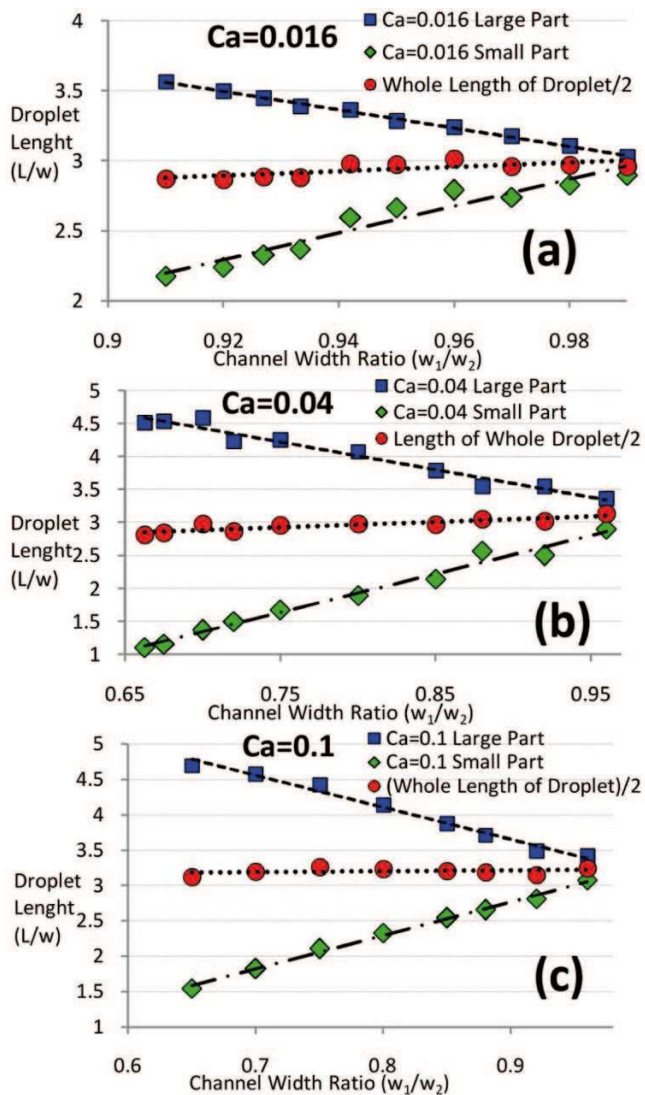 Ca=0.016
Ca=0.016 Large Part
Ca=0.016 Small Part
Whole Length of Droplet/2
Droplet
Lenght
(L/w)
4
3.5
3
2.5
2
(a)
0.9 0.92 0.94 0.96 0.98
Channel Width Ratio (w₁/w₂)
Ca=0.04
Ca=0.04 Large Part
Ca=0.04 Small Part
Length of Whole Droplet/2
Droplet
Lenght
(L/w)
5
4.5
4
3.5
3
2.5
2
1.5
1
(b)
0.65 0.75 0.85 0.95
Channel Width Ratio (w₁/w₂)
Ca=0.1
Ca=0.1 Large Part
Ca=0.1 Small Part
(Whole Length of Droplet)/2
Droplet
Lenght
(L/w)
5
4.5
4
3.5
3
2.5
2
1.5
1
(c)
0.6 0.7 0.8 0.9
Channel Width Ratio (w₁/w₂)